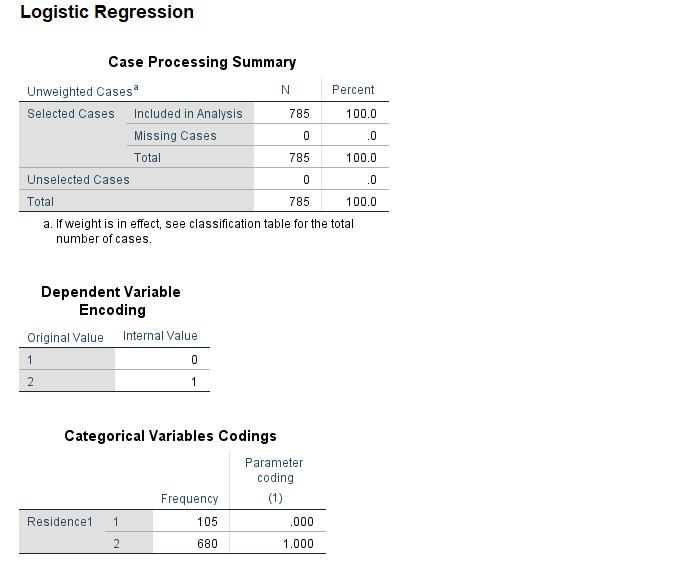 Logistic Regression
Case Processing Summary
Unweighted Cases a N Percent
Selected Cases Included in Analysis 785 100.0
Missing Cases 0 .0
Total 785 100.0
Unselected Cases 0 .0
Total 785 100.0
a. If weight is in effect, see classification table for the total
number of cases.
Dependent Variable
Encoding
Original Value Internal Value
1 0
2 1
Categorical Variables Codings
Parameter
coding
Frequency (1)
Residence1 1 105 .000
2 680 1.000